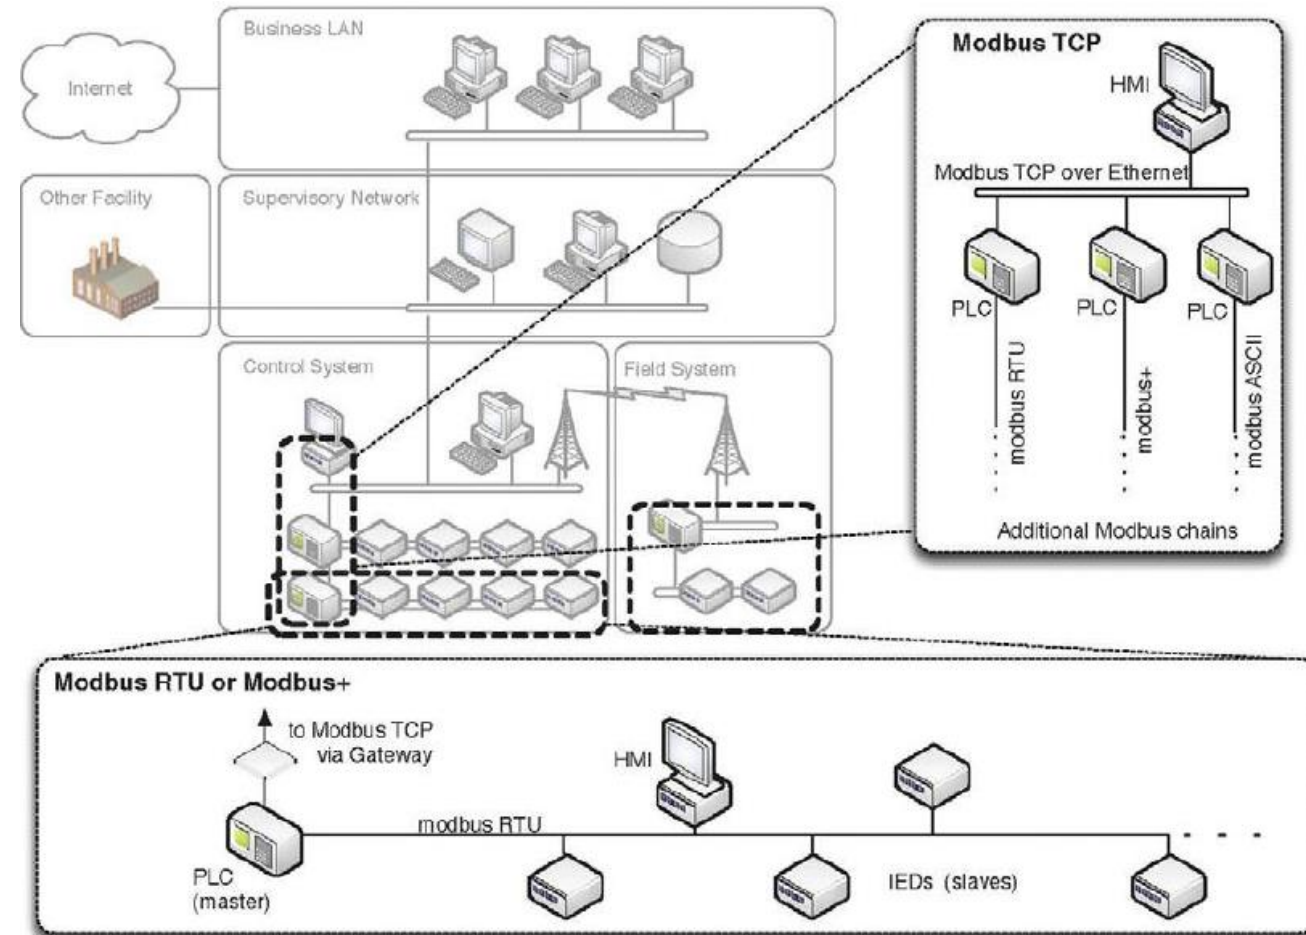 Business LAN
Internet
Other Facility
Supervisory Network
Control System
Field System
Modbus TCP
HMI
Modbus TCP over Ethernet
PLC
PLC
PLC
modbus RTU
modbus+
modbus ASCII
Additional Modbus chains
Modbus RTU or Modbus+
to Modbus TCP
via Gateway
HMI
modbus RTU
PLC
(master)
IEDs (slaves)